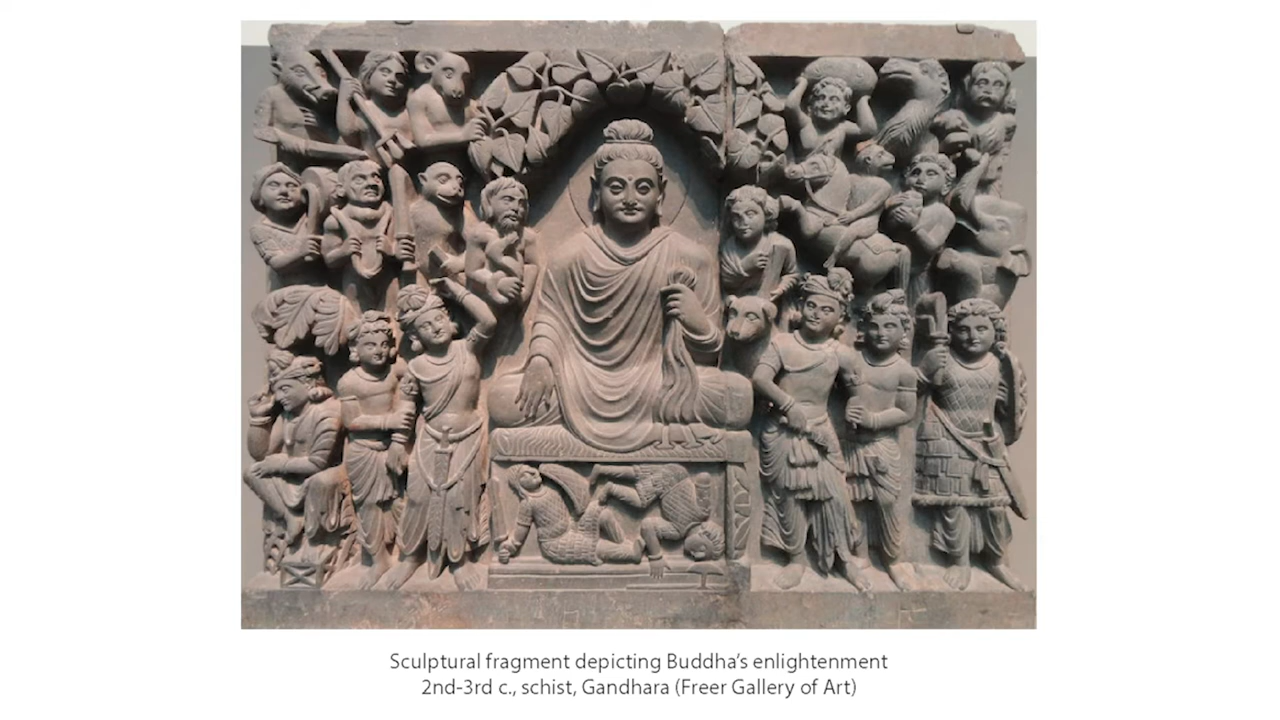 Sculptural fragment depicting Buddha’s enlightenment
2nd-3rd c., schist, Gandhara (Freer Gallery of Art)